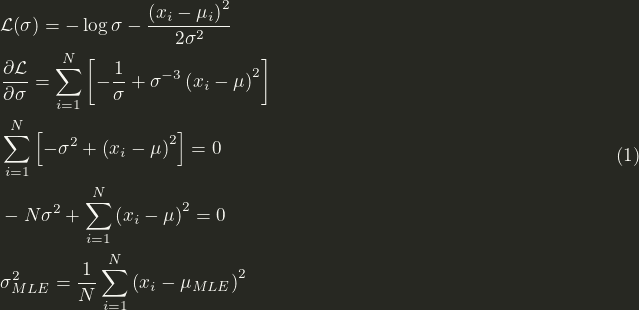 \mathcal{L}(\sigma) = -\log \sigma - \frac{(x_i - \mu_i)^2}{2\sigma^2}
\frac{\partial \mathcal{L}}{\partial \sigma} = \sum_{i=1}^{N} \left[ -\frac{1}{\sigma} + \sigma^{-3} (x_i - \mu)^2 \right]
\sum_{i=1}^{N} \left[ -\sigma^2 + (x_i - \mu)^2 \right] = 0 (1)
-N\sigma^2 + \sum_{i=1}^{N} (x_i - \mu)^2 = 0
\sigma^2_{MLE} = \frac{1}{N} \sum_{i=1}^{N} (x_i - \mu_{MLE})^2